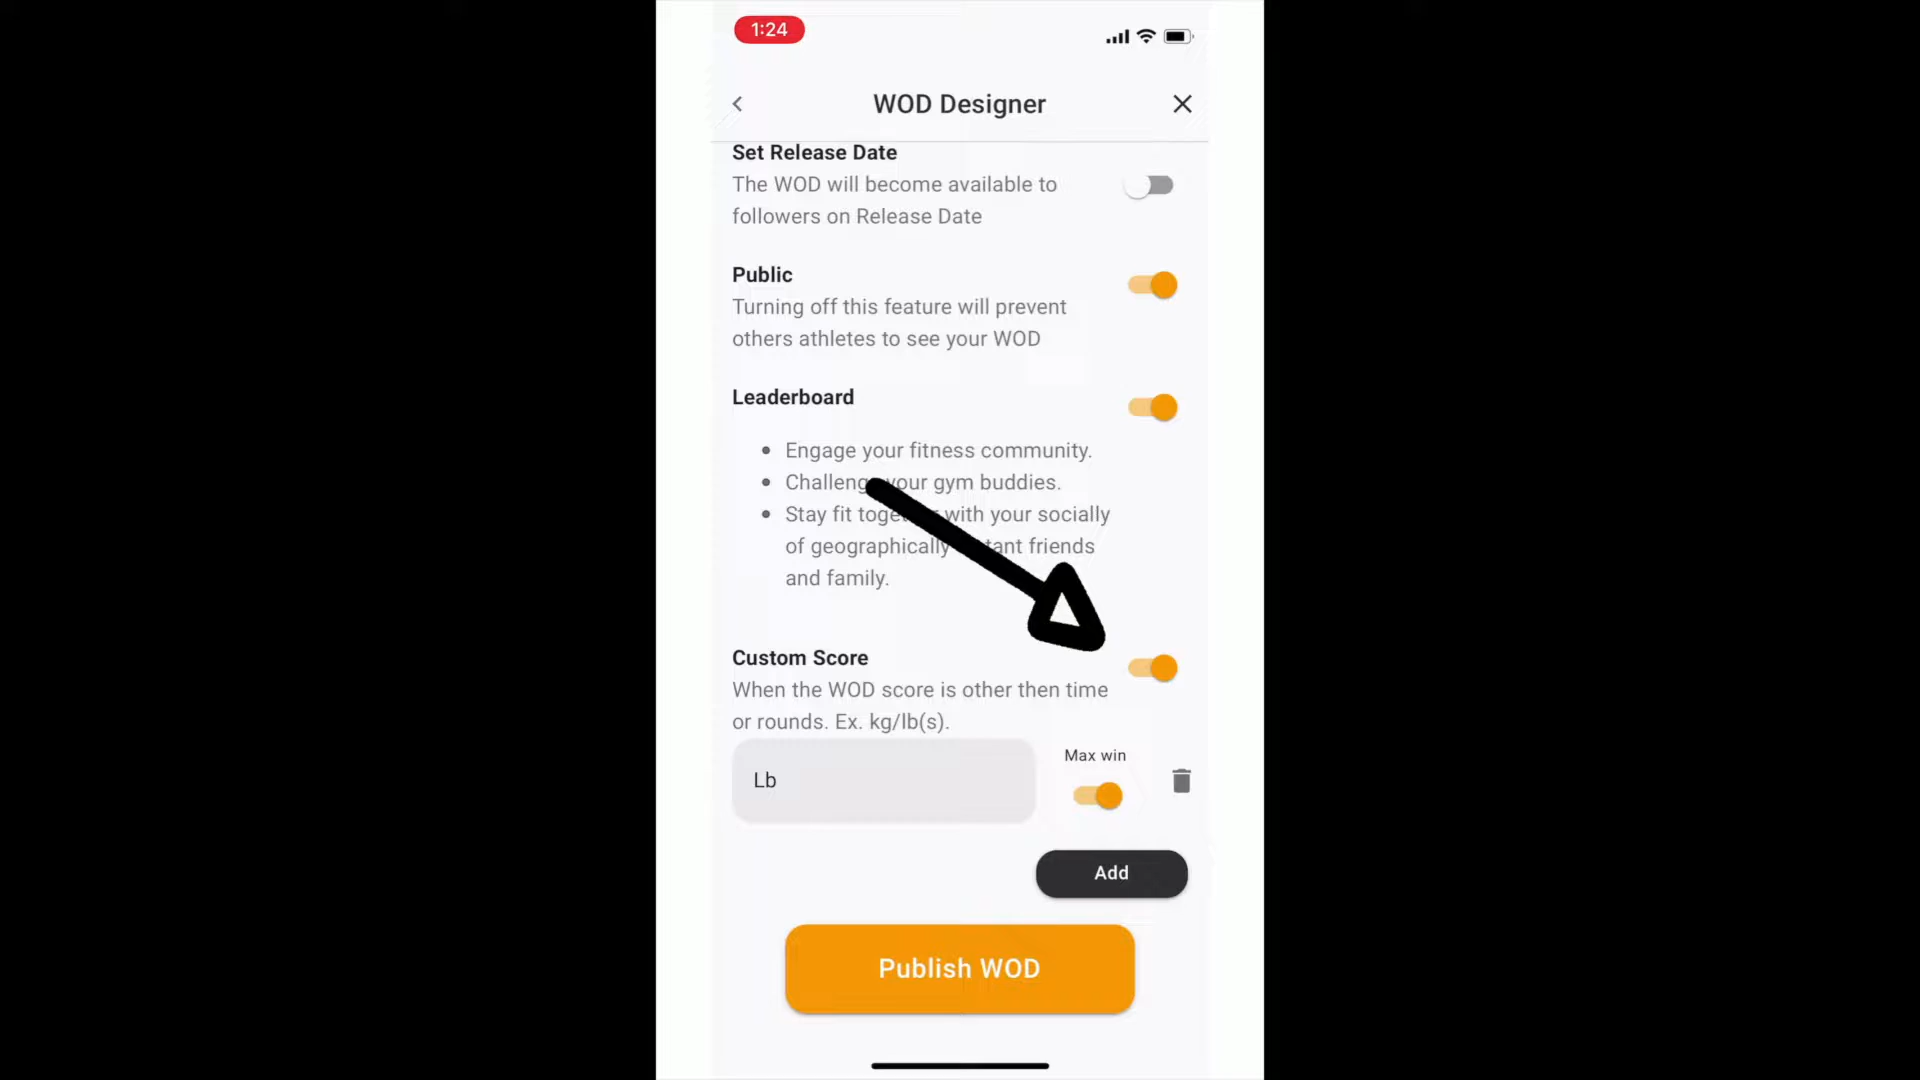 1:24
WOD Designer
Set Release Date
The WOD will become available to
followers on Release Date
Public
Turning off this feature will prevent
others athletes to see your WOD
Leaderboard
Engage your fitness community.
Challeng your gym buddies.
Stay fit toge with your socially
of geographically tant friends
and family.
Custom Score
When the WOD score is other then time
or rounds. Ex. kg/lb(s).
Max win
Lb
Add
Publish WOD